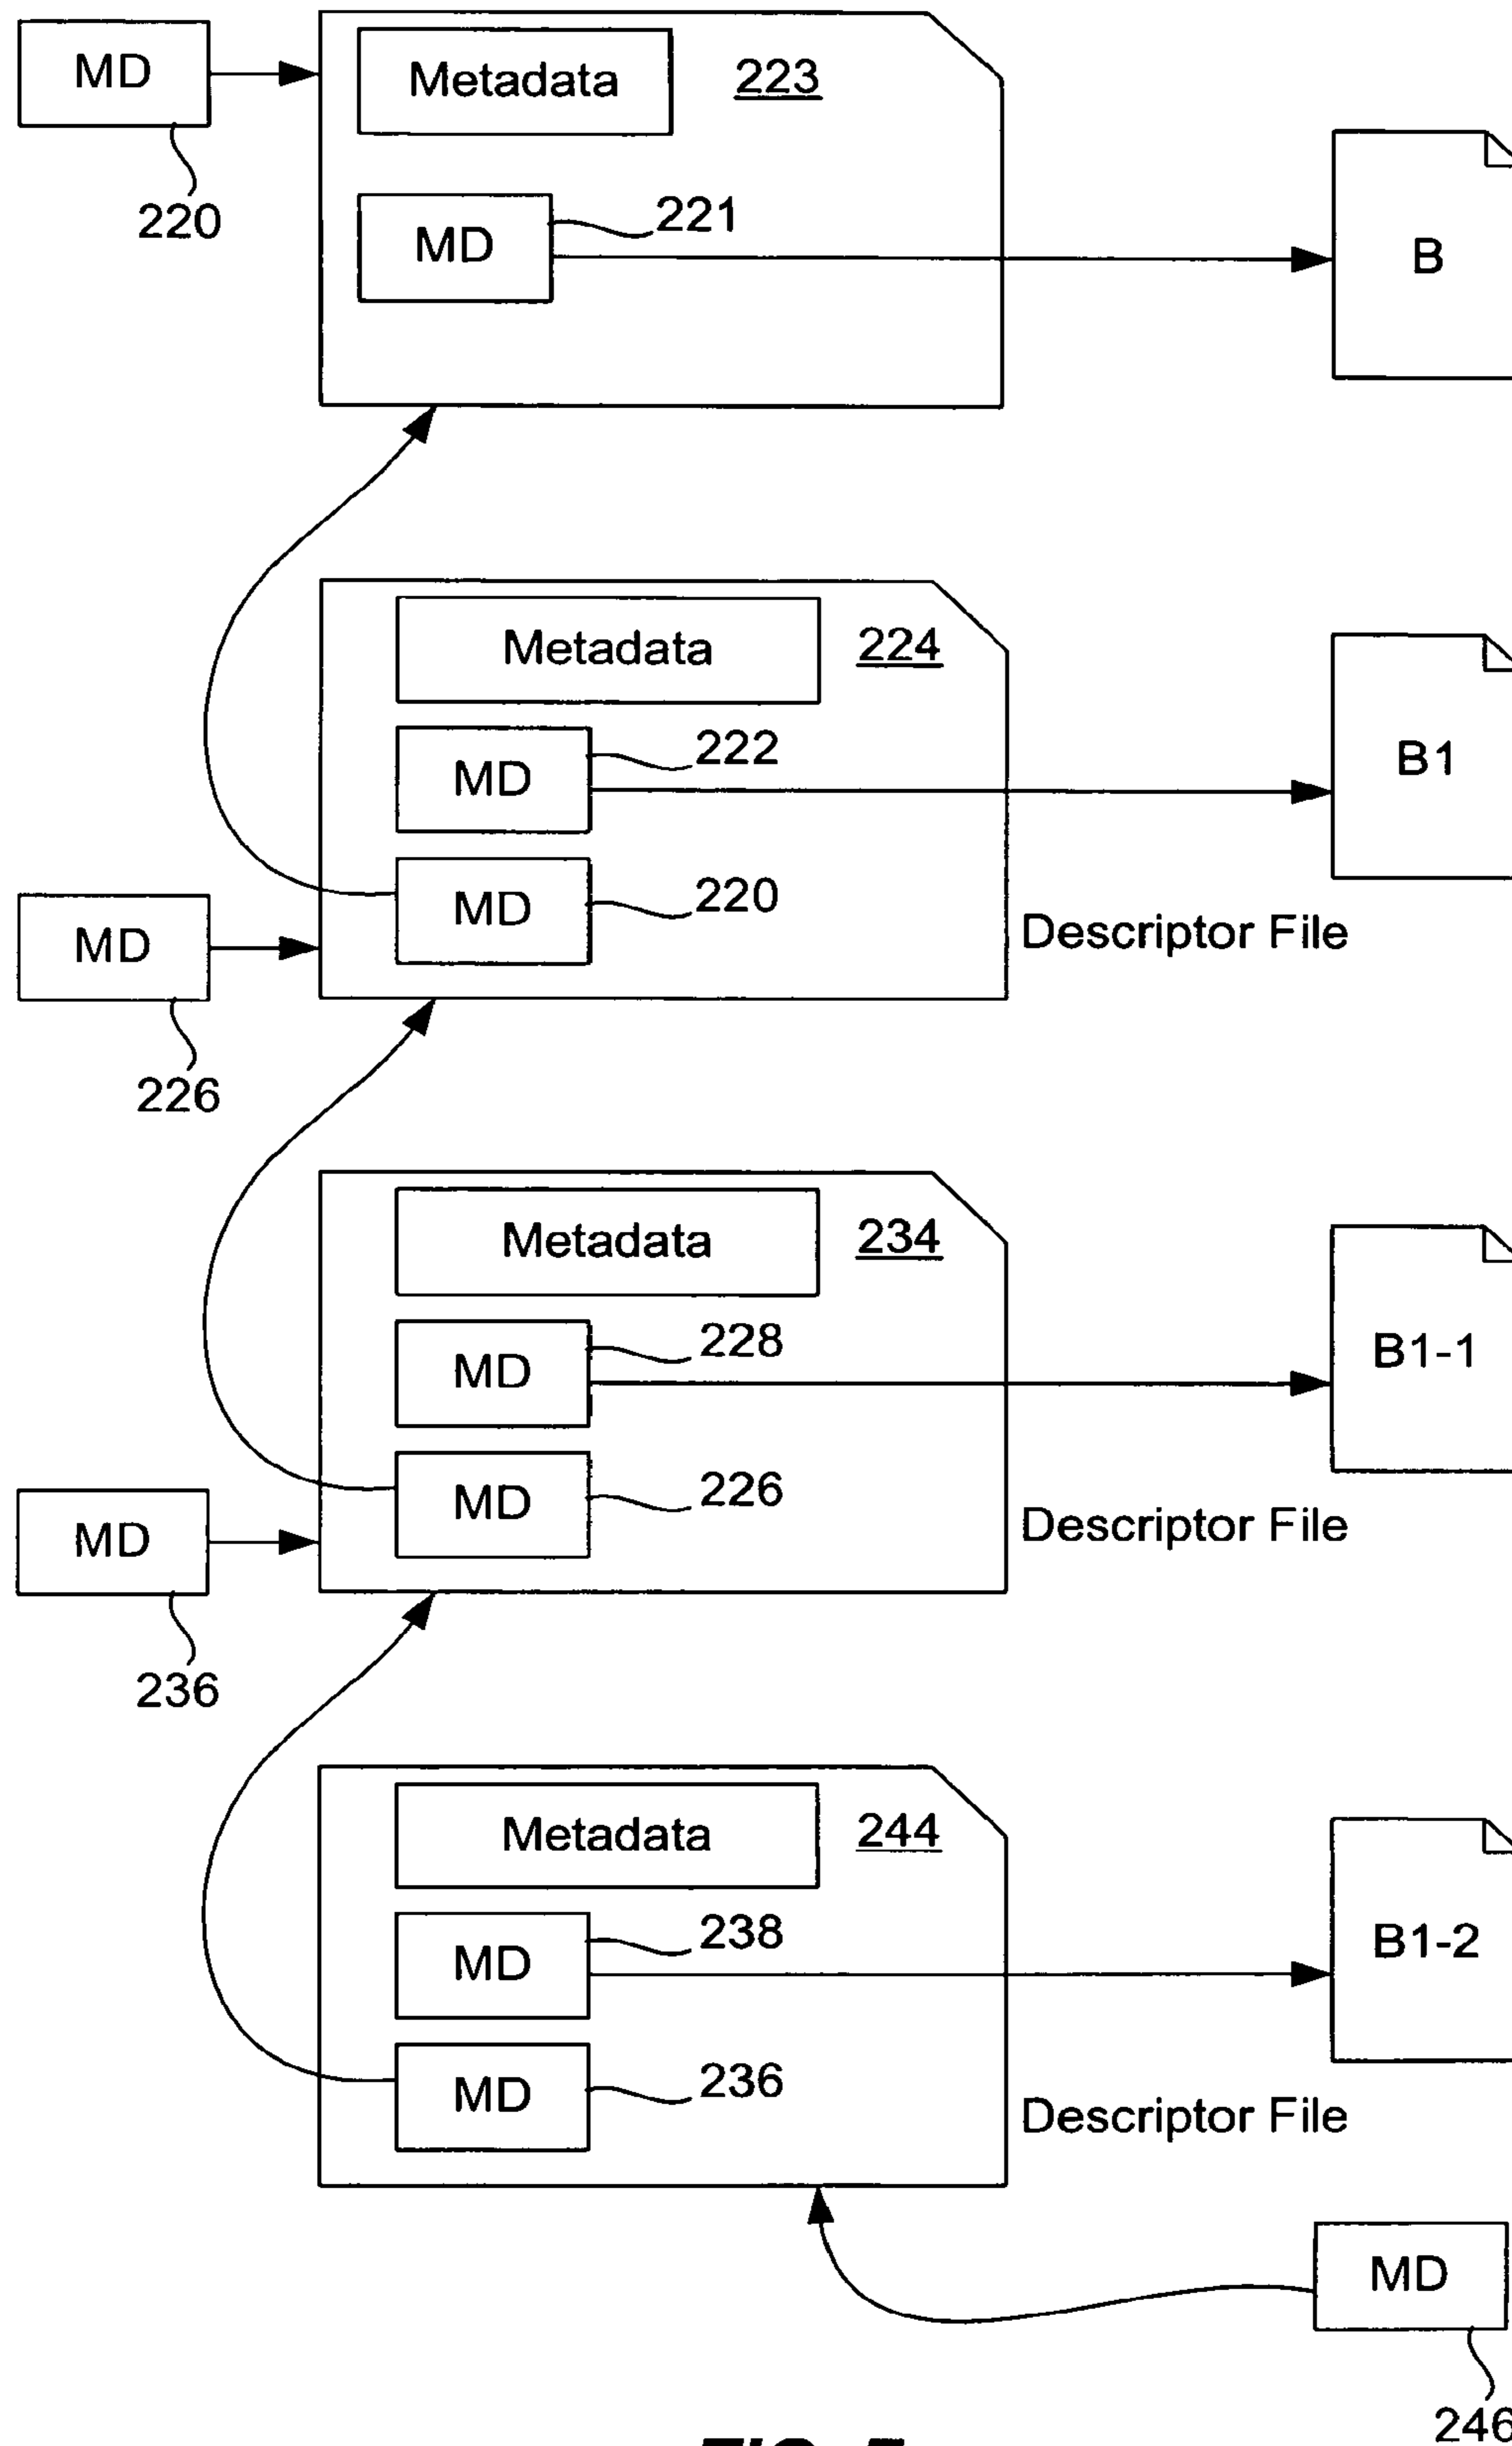 MD
Metadata
223
220
MD
221
B
Metadata
224
MD
222
B1
MD
220
MD
Descriptor File
226
Metadata
234
MD
228
B1-1
MD
226
MD
Descriptor File
236
Metadata
244
MD
238
B1-2
MD
236
Descriptor File
MD
246